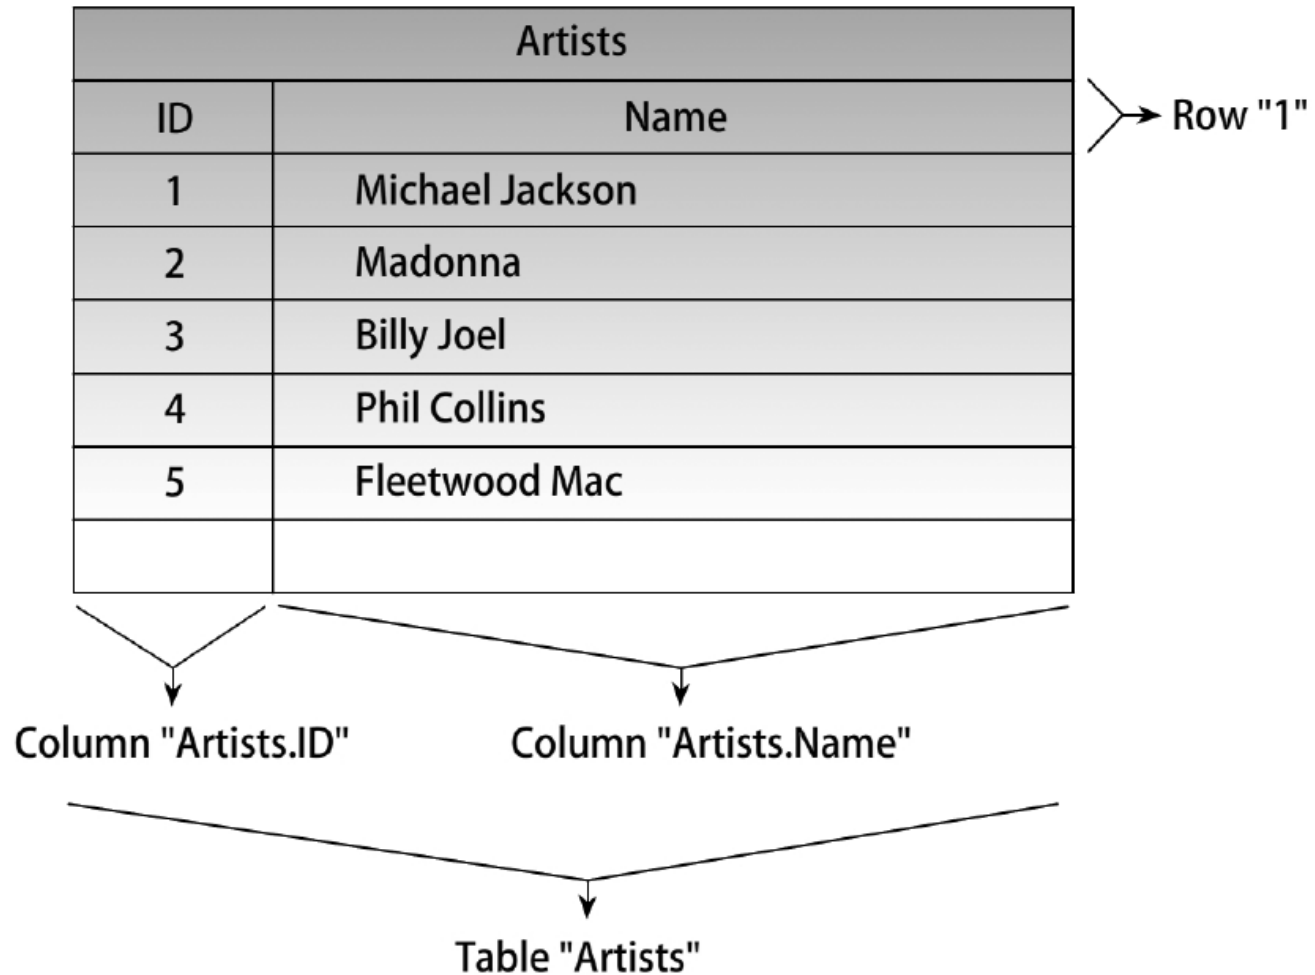 Artists
ID Name Row "1"
1 Michael Jackson
2 Madonna
3 Billy Joel
4 Phil Collins
5 Fleetwood Mac
Column "Artists.ID" Column "Artists.Name"
Table "Artists"